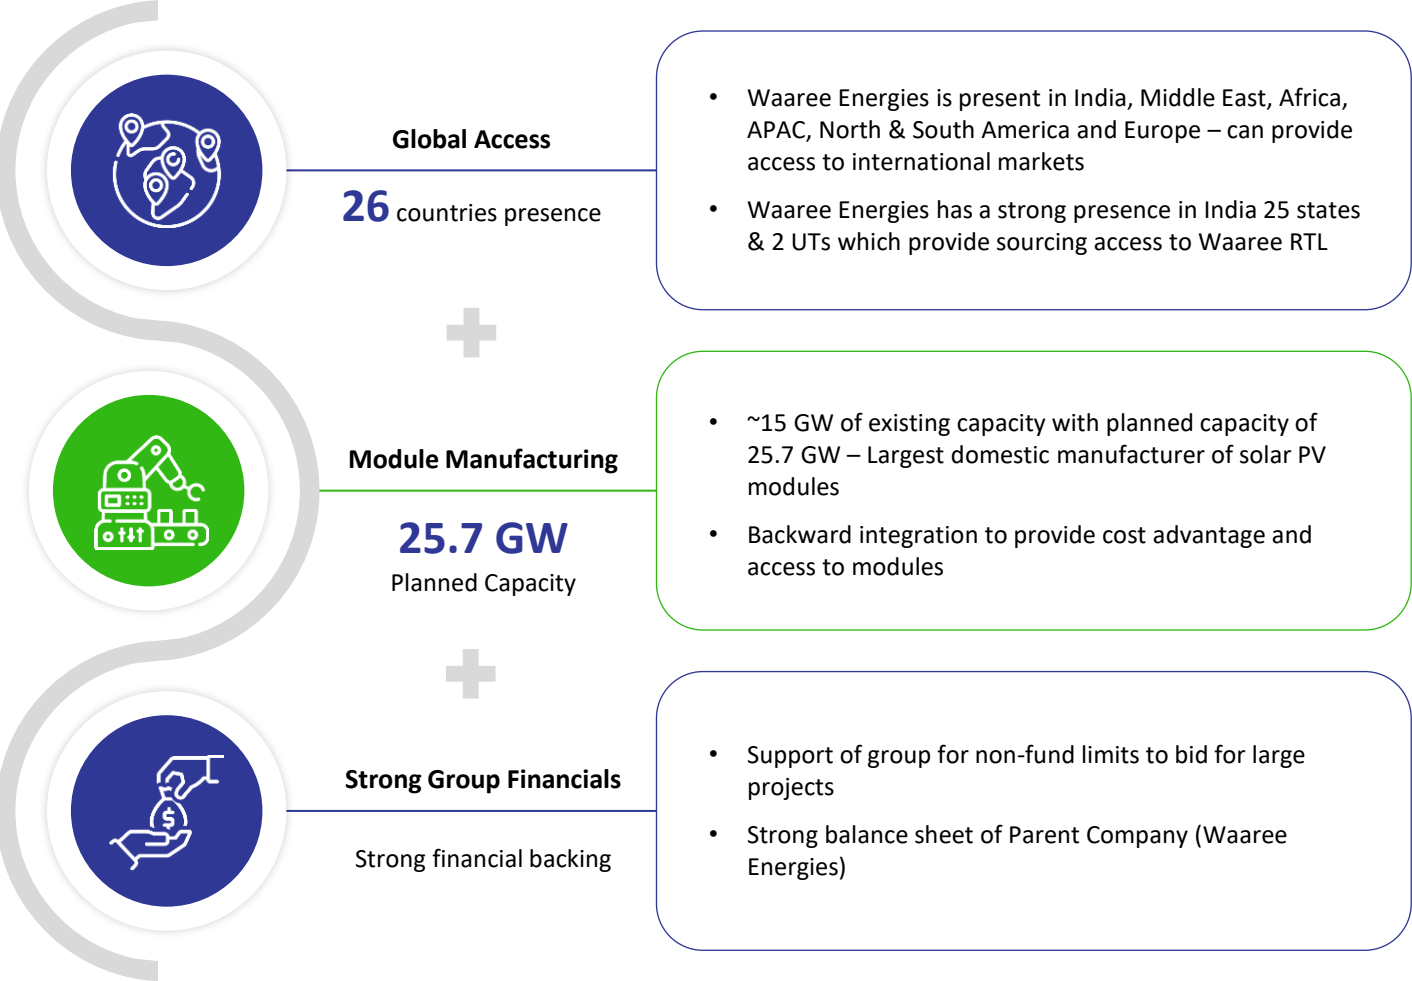 Global Access
26 countries presence
• Waaree Energies is present in India, Middle East, Africa,
APAC, North & South America and Europe – can provide
access to international markets
• Waaree Energies has a strong presence in India 25 states
& 2 UTs which provide sourcing access to Waaree RTL
Module Manufacturing
25.7 GW
Planned Capacity
• ~15 GW of existing capacity with planned capacity of
25.7 GW – Largest domestic manufacturer of solar PV
modules
• Backward integration to provide cost advantage and
access to modules
$
Strong Group Financials
Strong financial backing
• Support of group for non-fund limits to bid for large
projects
• Strong balance sheet of Parent Company (Waaree
Energies)